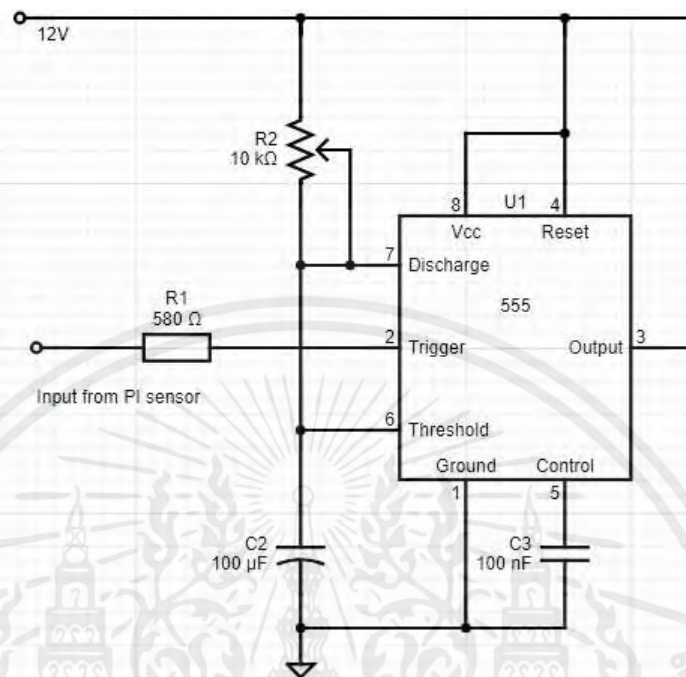 12V
R2
10 kΩ
8
U1
4
Vcc
Reset
7
Discharge
R1
580 Ω
555
2
Trigger
Output
3
Input from PI sensor
6
Threshold
Ground
Control
1
5
C2
100 µF
C3
100 nF